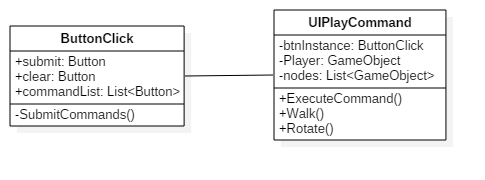 ButtonClick
+submit: Button
+clear: Button
+commandList: List<Button>
-SubmitCommands()
UIPlayCommand
-btnInstance: ButtonClick
-Player: GameObject
-nodes: List<GameObject>
+ExecuteCommand()
+Walk()
+Rotate()